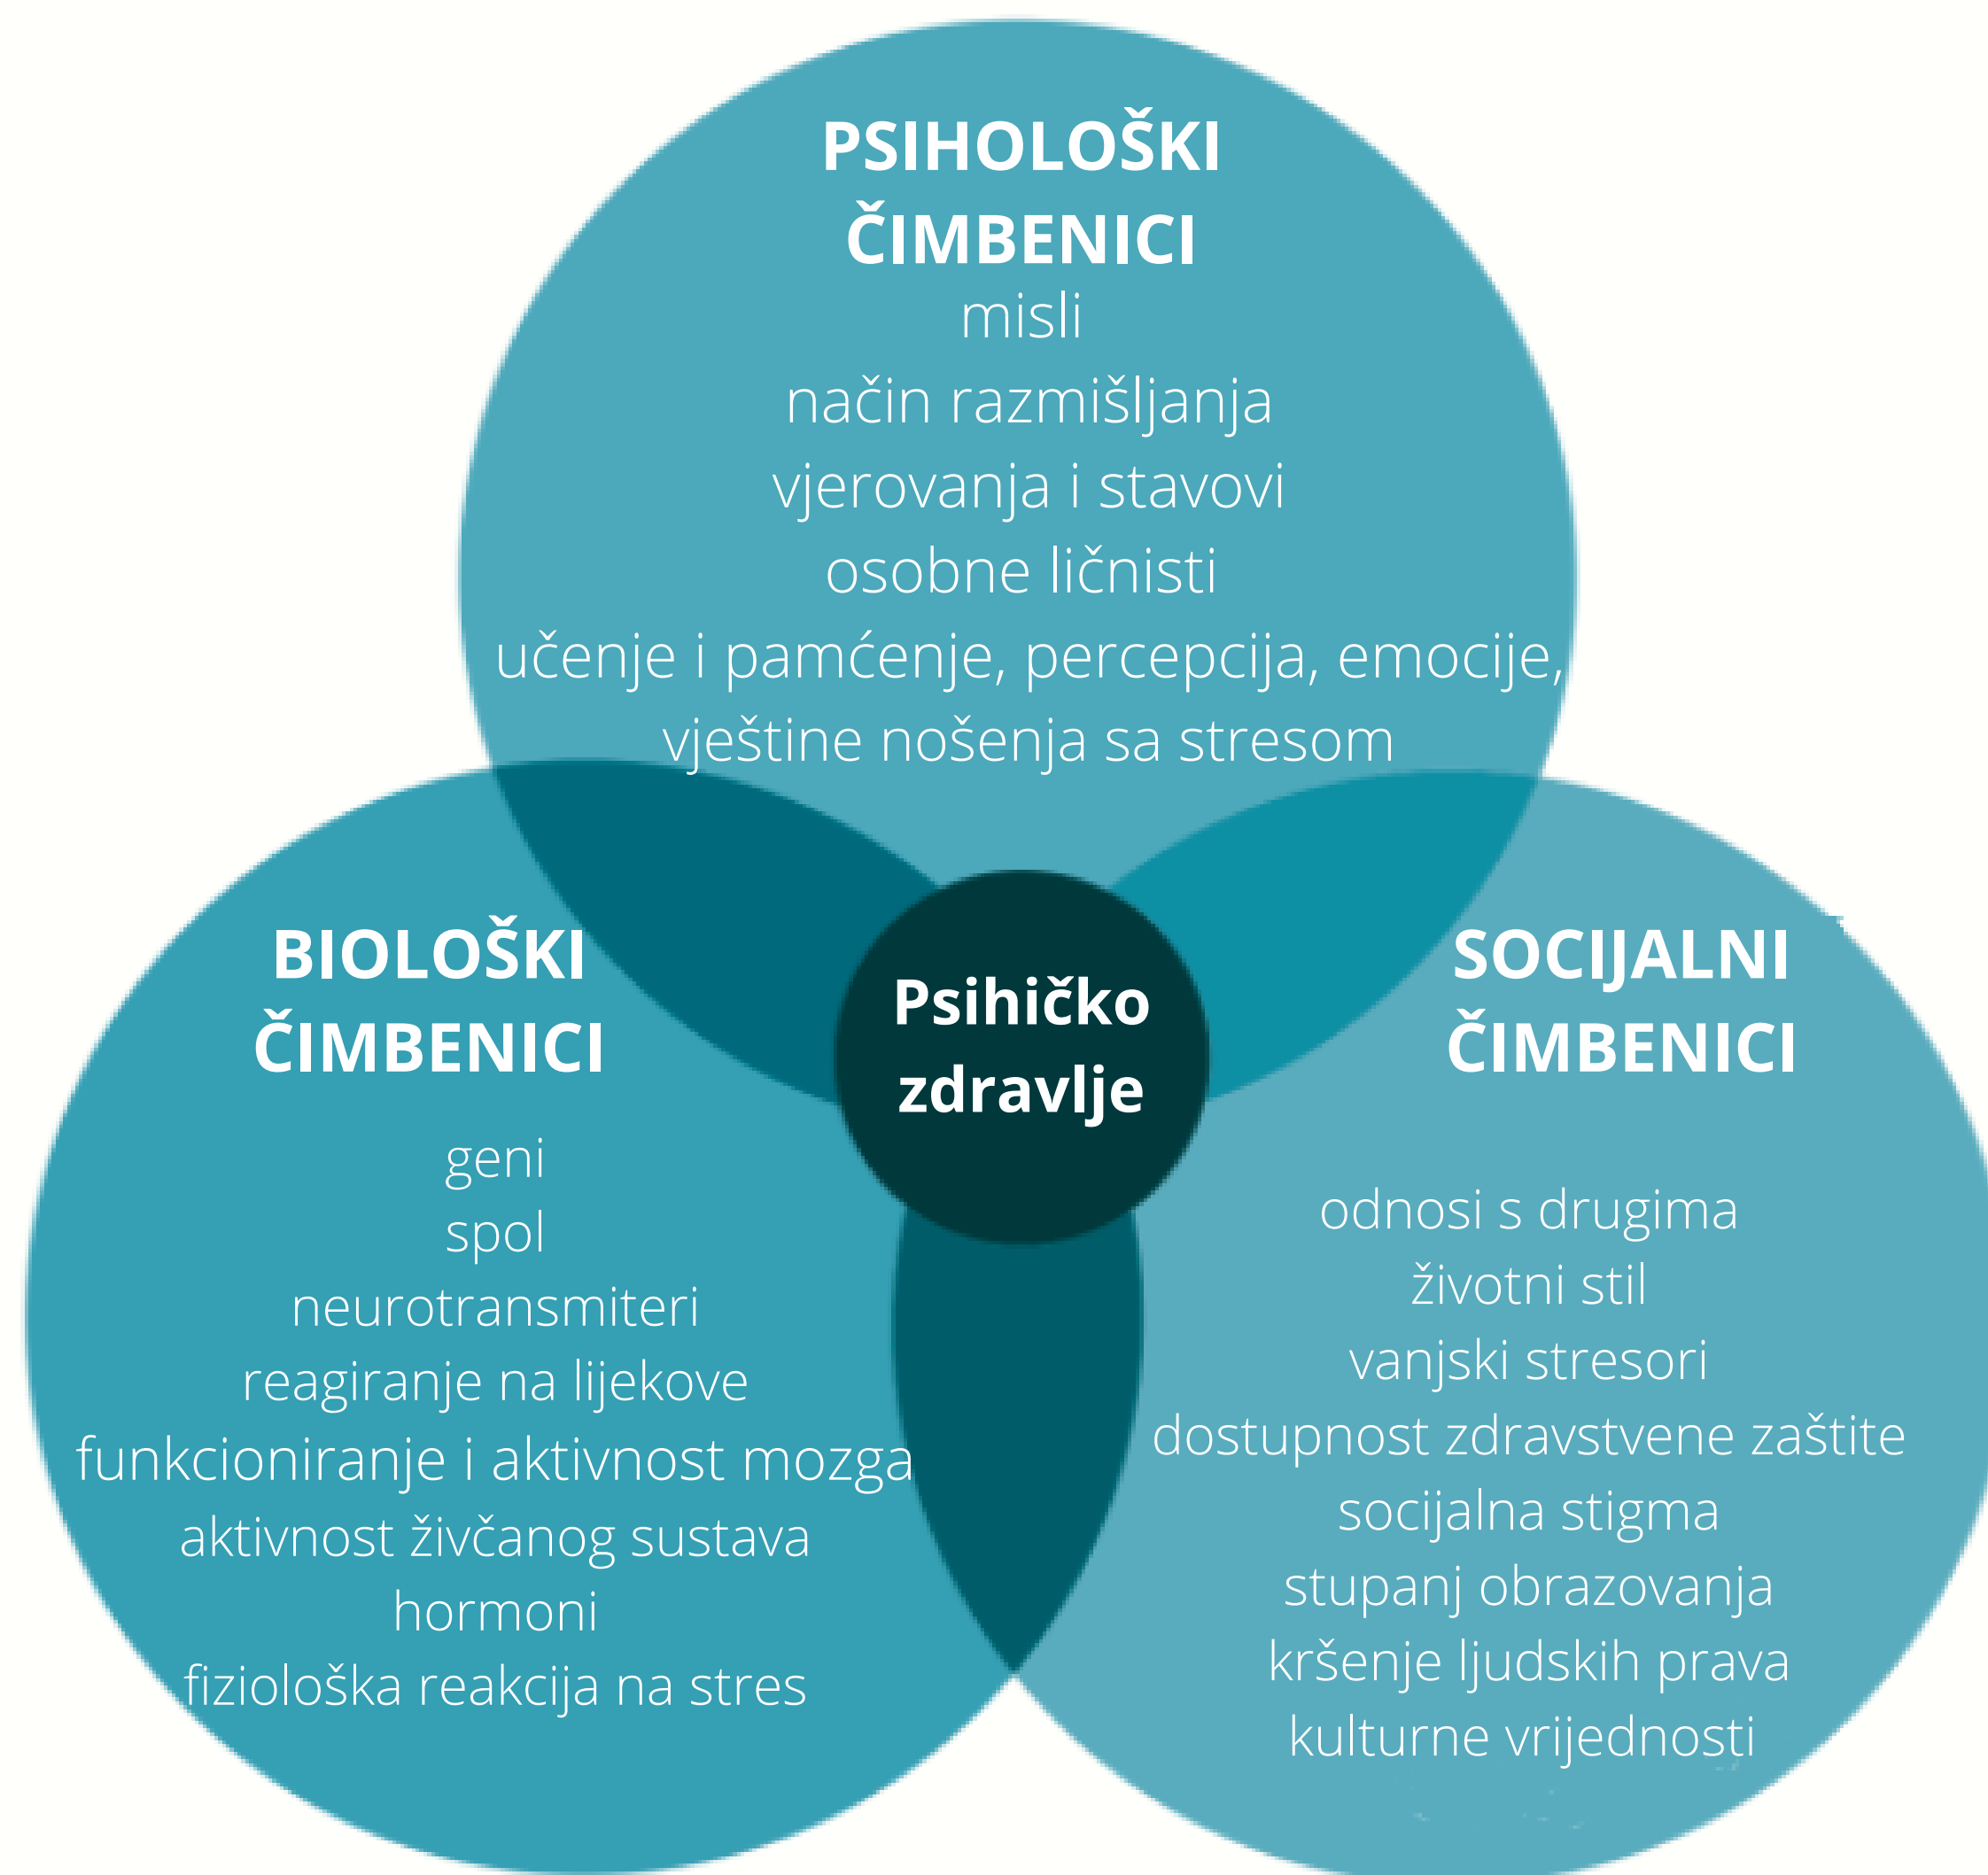 PSIHOLOŠKI
ČIMBENICI
misli
način razmišljanja
vjerovanja i stavovi
osobne ličnisti
učenje i pamćenje, percepcija, emocije,
vještine nošenja sa stresom
BIOLOŠKI
ČIMBENICI
geni
spol
neurotransmiteri
reagiranje na lijekove
funkcioniranje i aktivnost mozga
aktivnost živčanog sustava
hormoni
fiziološka reakcija na stres
Psihičko
zdravlje
SOCIJALNI
ČIMBENICI
odnosi s drugima
životni stil
vanjski stresori
dostupnost zdravstvene zaštite
socijalna stigma
stupanj obrazovanja
kršenje ljudskih prava
kulturne vrijednosti